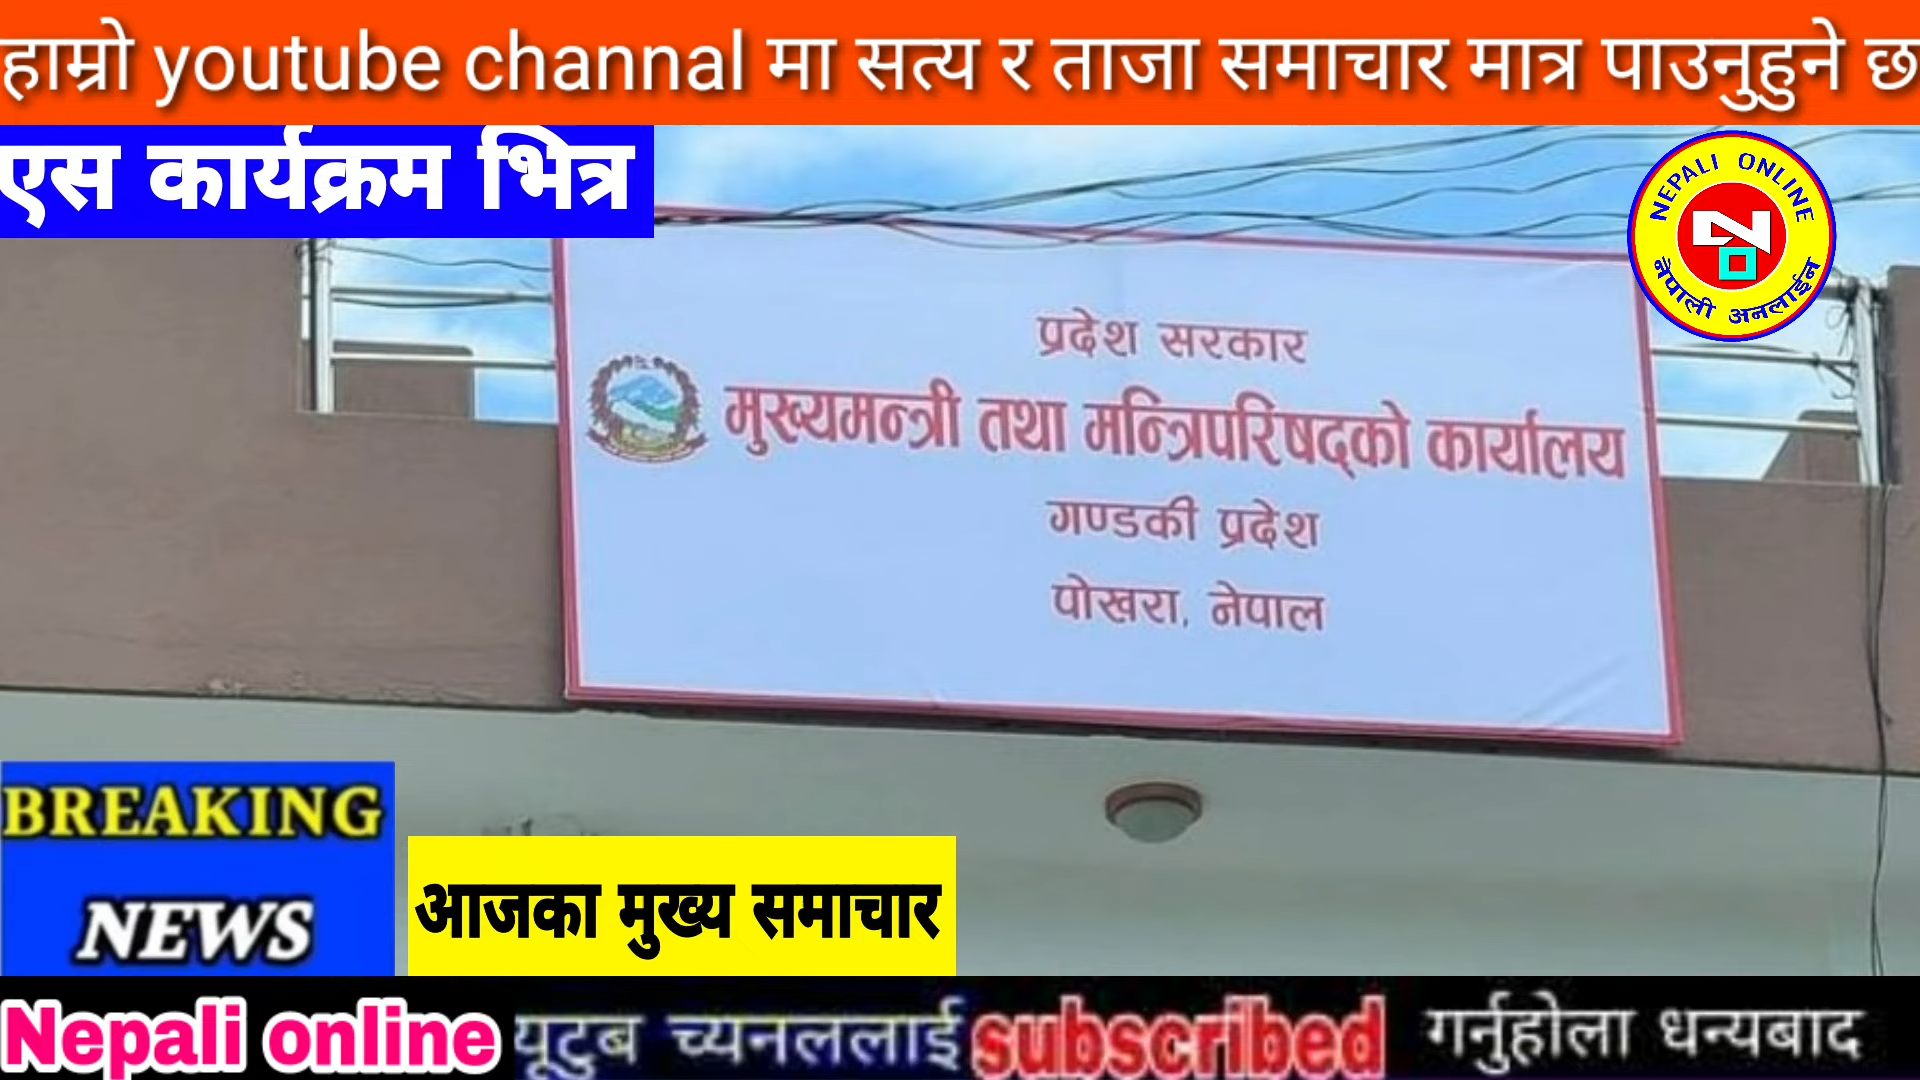 हाम्रो youtube channal मा सत्य र ताजा समाचार मात्र पाउनुहुने छ
एस कार्यक्रम भित्र
NEPALI ONLINE
NO
नेपाली अनलाईन
प्रदेश सरकार
मुख्यमन्त्री तथा मन्त्रिपरिषद्को कार्यालय
गण्डकी प्रदेश
पोखरा, नेपाल
BREAKING
NEWS
आजका मुख्य समाचार
Nepali online यूटुब च्यनललाई subscribed गर्नुहोला धन्यबाद